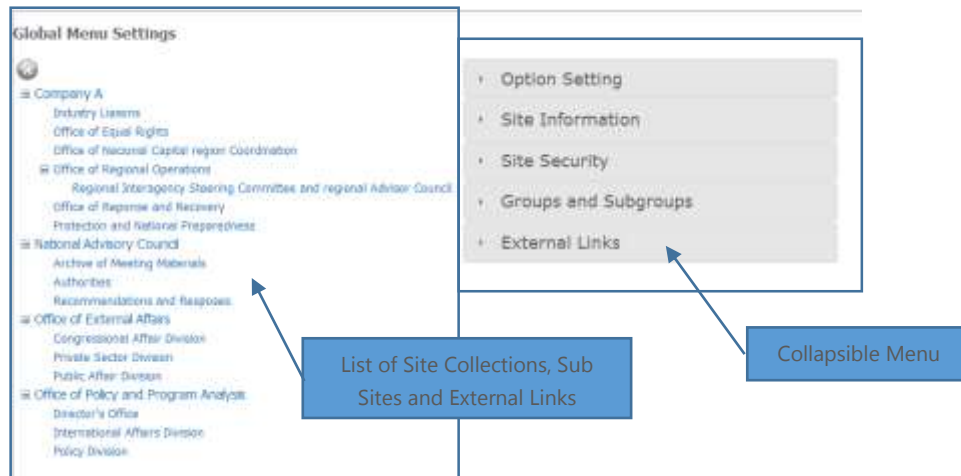 Global Menu Settings
Company A
Industry Liaisons
Office of Equal Rights
Office of National Capital region Coordination
Office of Regional Operations
Regional Interagency Steering Committee and regional Advisor Council
Office of Reponse and Recovery
Protection and National Preparedness
National Advisory Council
Archive of Meeting Materials
Authorities
Recommendations and Resposes
Office of External Affairs
Congressional Affair Division
Private Sector Division
Public Affair Division
Office of Policy and Program Analysis
Director's Office
International Affairs Division
Policy Division
Option Setting
Site Information
Site Security
Groups and Subgroups
External Links
List of Site Collections, Sub
Sites and External Links
Collapsible Menu